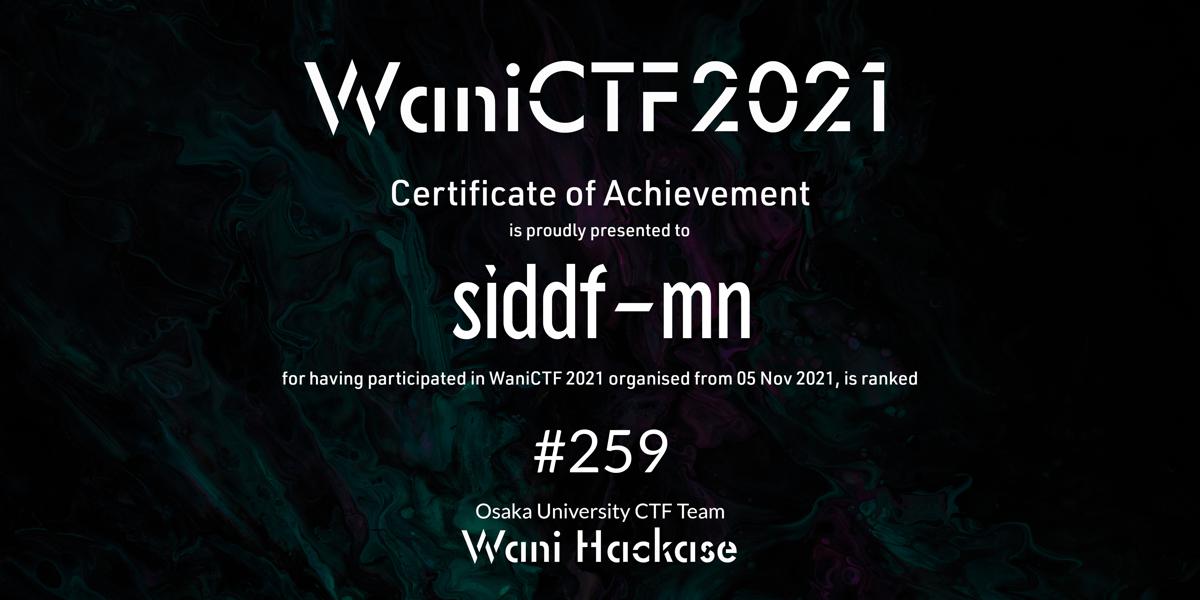 WaniCTF2021
Certificate of Achievement
is proudly presented to
siddf-mn
for having participated in WaniCTF 2021 organised from 05 Nov 2021, is ranked
#259
Osaka University CTF Team
Wani Hackase